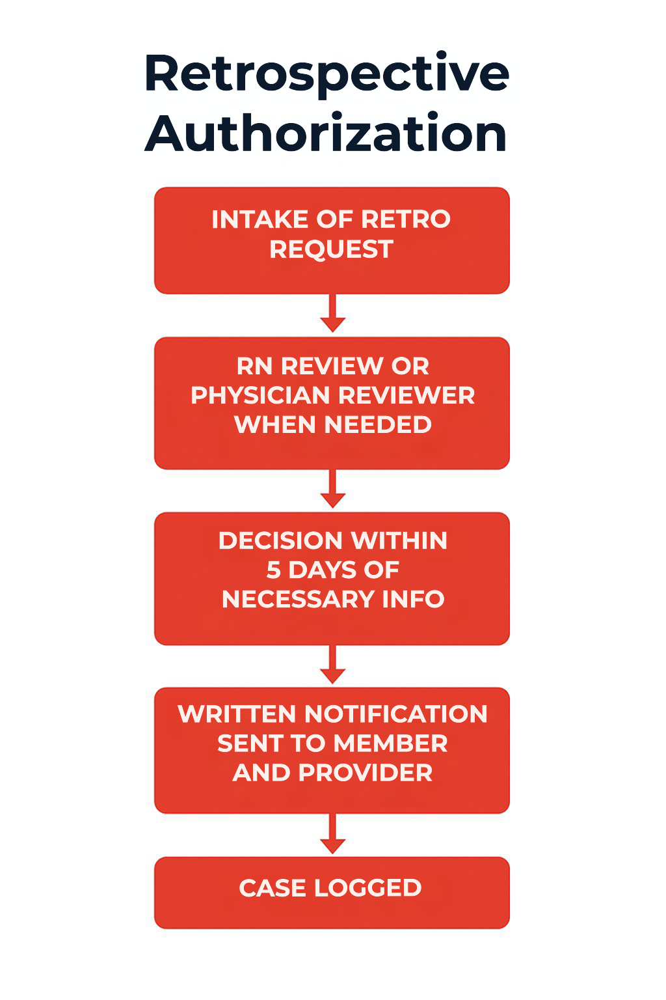 Retrospective
Authorization
INTAKE OF RETRO
REQUEST
RN REVIEW OR
PHYSICIAN REVIEWER
WHEN NEEDED
DECISION WITHIN
5 DAYS OF
NECESSARY INFO
WRITTEN NOTIFICATION
SENT TO MEMBER
AND PROVIDER
CASE LOGGED